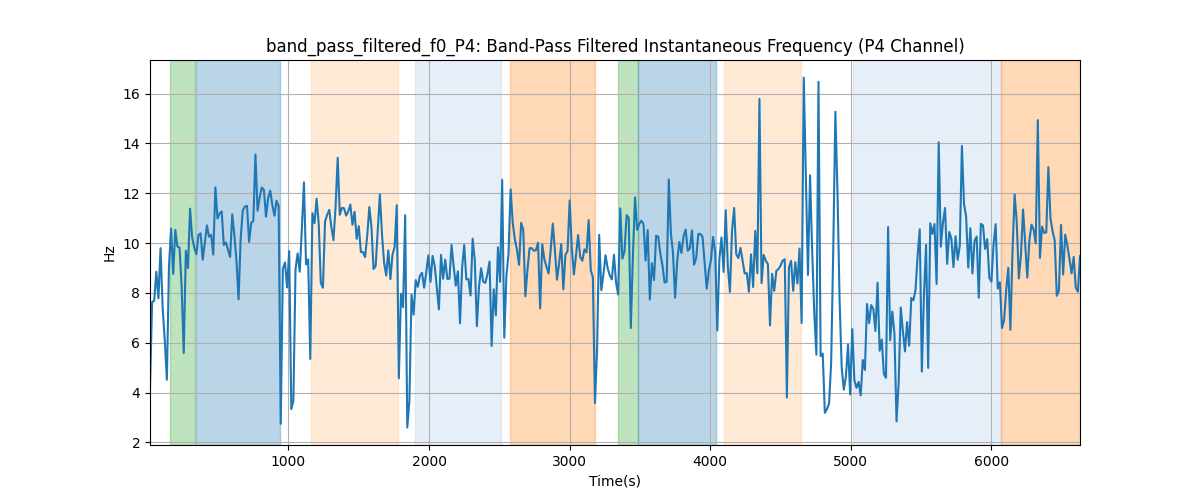 band_pass_filtered_f0_P4: Band-Pass Filtered Instantaneous Frequency (P4 Channel)
16
14
12
10
8
6
4
2
Hz
1000 2000 3000 4000 5000 6000
Time(s)